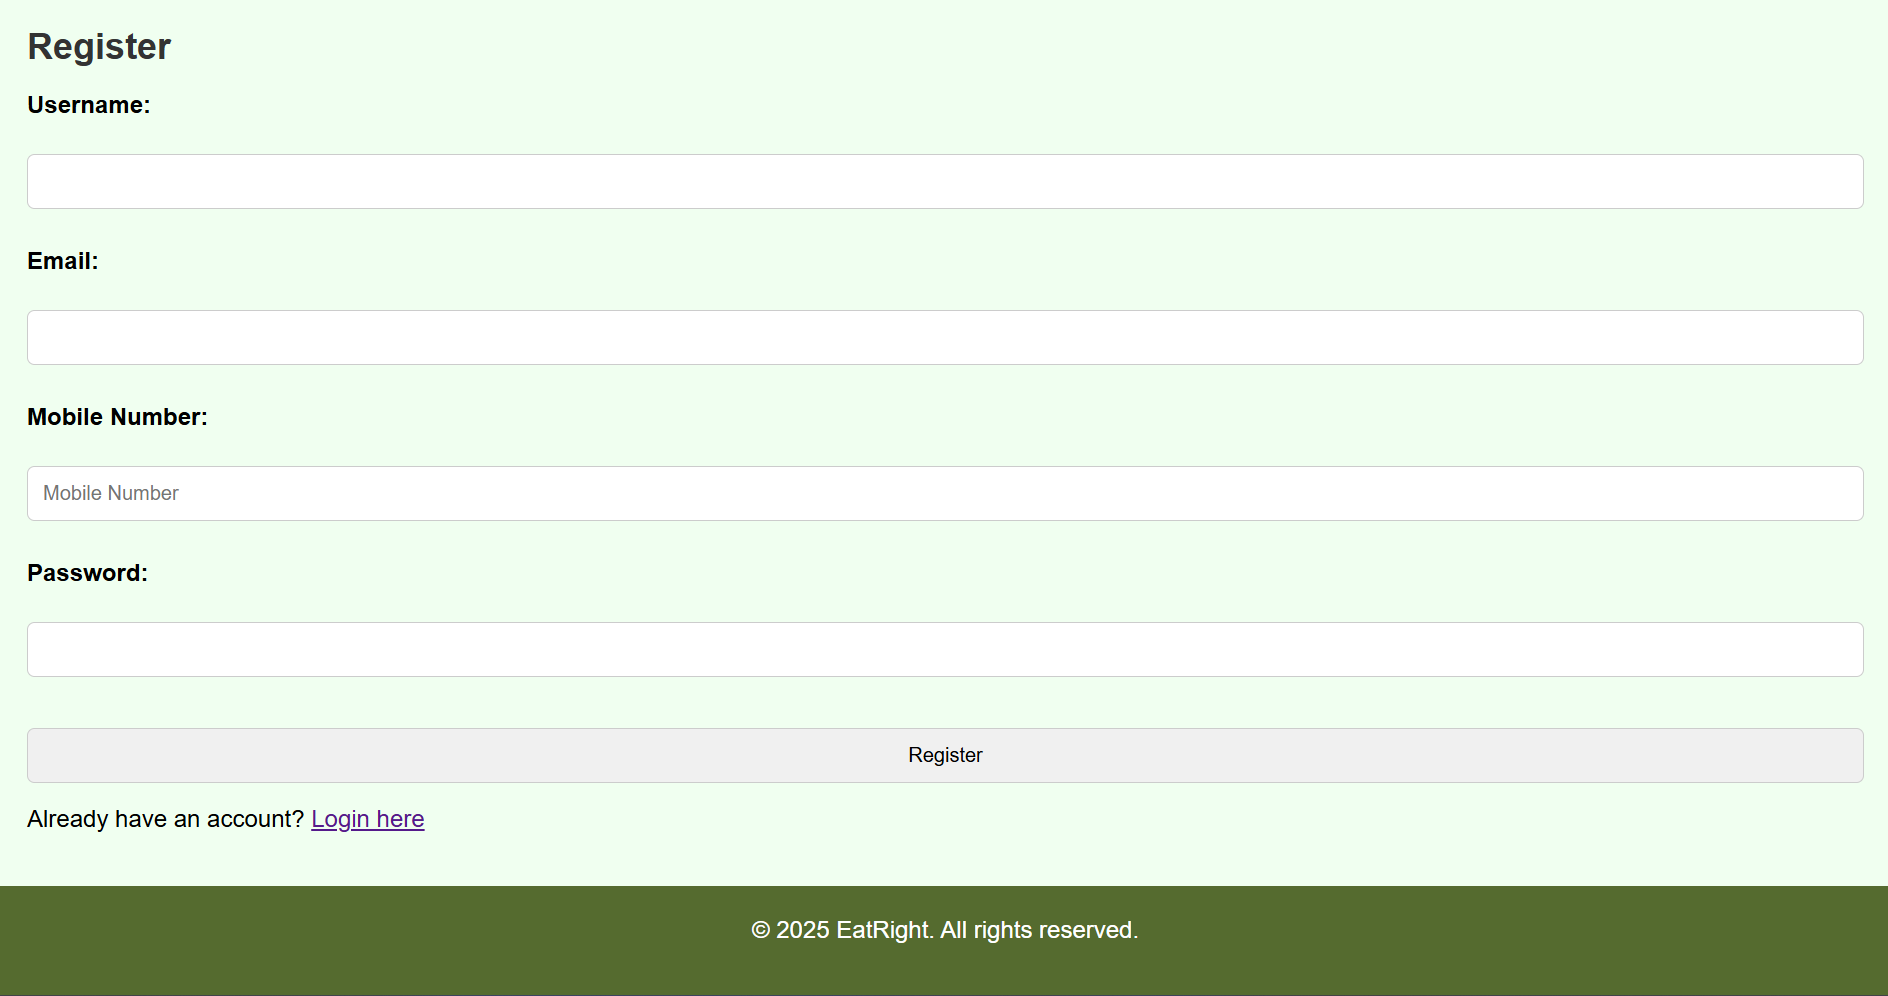 Register
Username:
Email:
Mobile Number:
Mobile Number
Password:
Register
Already have an account? Login here
© 2025 EatRight. All rights reserved.